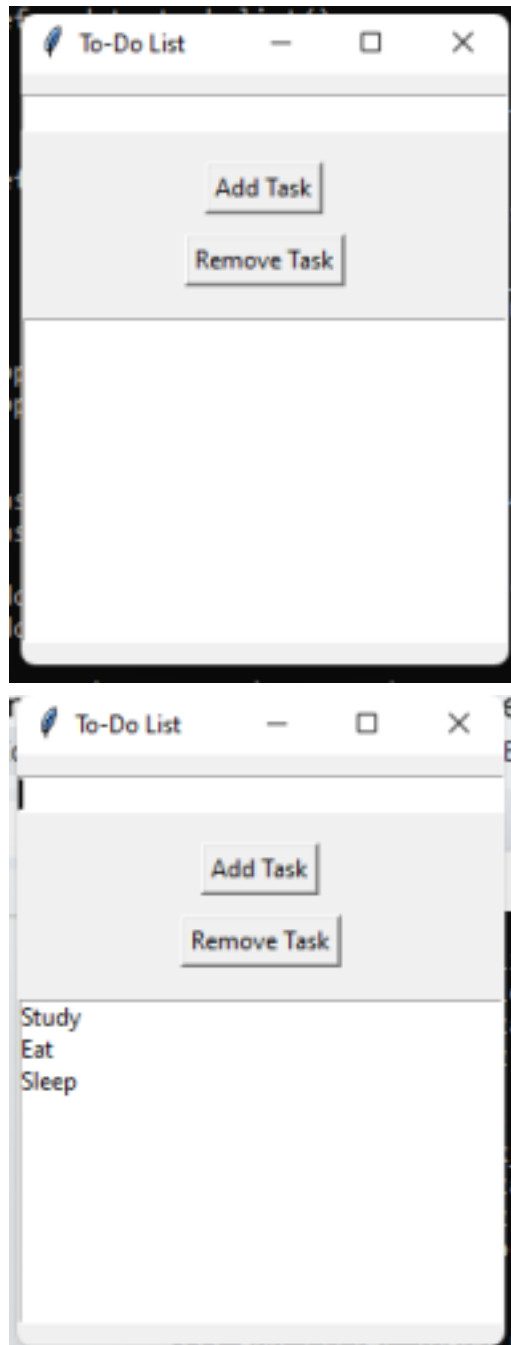 To-Do List
Add Task
Remove Task
To-Do List
Add Task
Remove Task
Study
Eat
Sleep